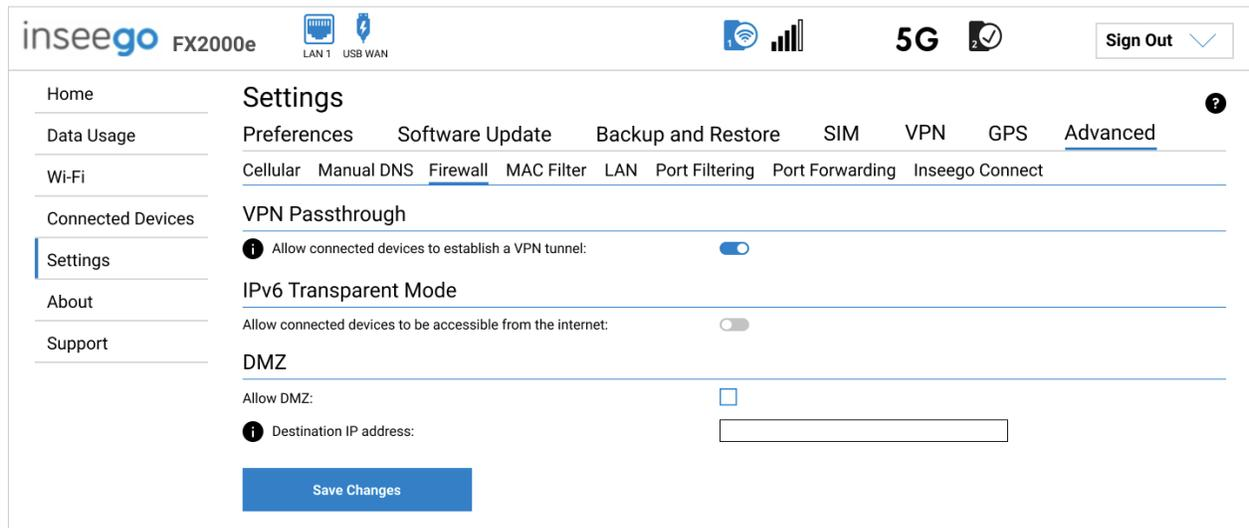 inseego FX2000e LAN 1 USB WAN 1 5G 2 Sign Out
Home
Data Usage
Wi-Fi
Connected Devices
Settings
About
Support
Settings ?
Preferences Software Update Backup and Restore SIM VPN GPS Advanced
Cellular Manual DNS Firewall MAC Filter LAN Port Filtering Port Forwarding Inseego Connect
VPN Passthrough
i Allow connected devices to establish a VPN tunnel:
IPv6 Transparent Mode
Allow connected devices to be accessible from the internet:
DMZ
Allow DMZ:
i Destination IP address:
Save Changes